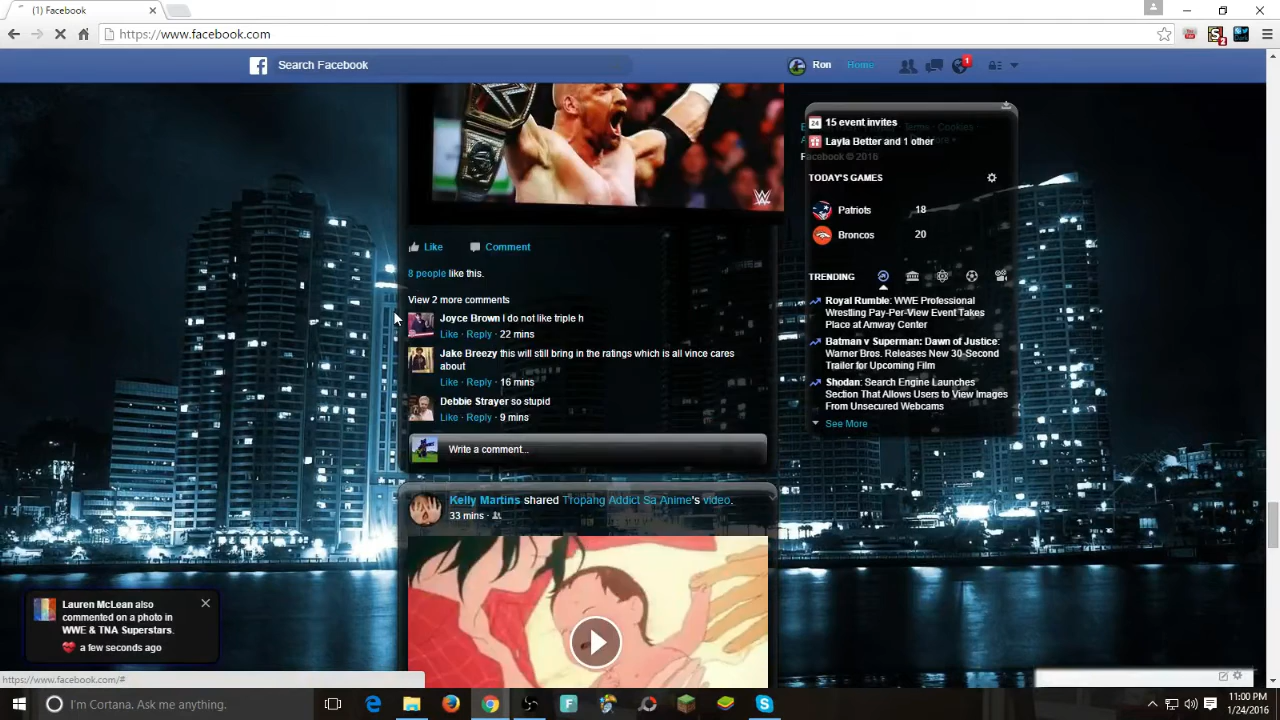 (1) Facebook
https://www.facebook.com
Search Facebook
Ron
Home
1
2
15 event invites
Layla Better and 1 other
Terms · Cookies
Facebook © 2016
TODAY'S GAMES
Patriots 18
Broncos 20
TRENDING
Royal Rumble: WWE Professional
Wrestling Pay-Per-View Event Takes
Place at Amway Center
Batman v Superman: Dawn of Justice:
Warner Bros. Releases New 30-Second
Trailer for Upcoming Film
Shodan: Search Engine Launches
Section That Allows Users to View Images
From Unsecured Webcams
See More
Like Comment
8 people like this.
View 2 more comments
Joyce Brown I do not like triple h
Like · Reply · 22 mins
Jake Breezy this will still bring in the ratings which is all vince cares
about
Like · Reply · 16 mins
Debbie Strayer so stupid
Like · Reply · 9 mins
Write a comment...
Kelly Martins shared Tropang Addict Sa Anime's video.
33 mins ·
Lauren McLean also
commented on a photo in
WWE & TNA Superstars.
a few seconds ago
https://www.facebook.com/#
I'm Cortana. Ask me anything.
11:00 PM
1/24/2016